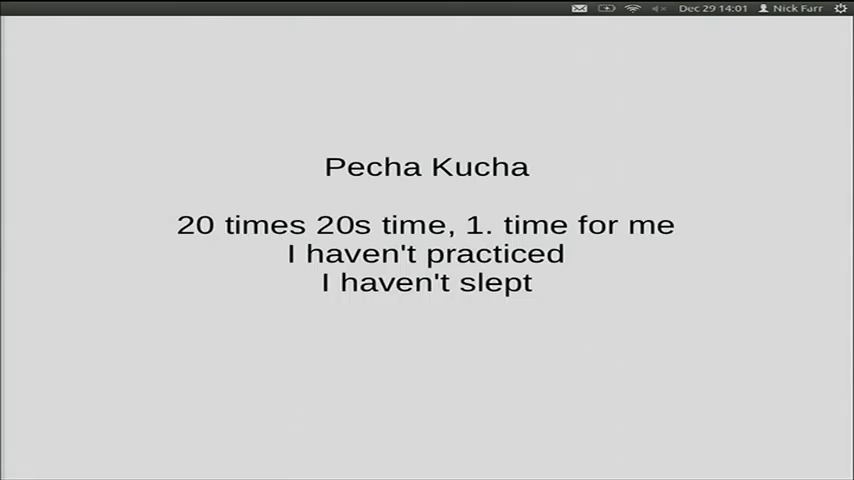 Dec 29 14:01 Nick Farr
Pecha Kucha
20 times 20s time, 1. time for me
I haven't practiced
I haven't slept